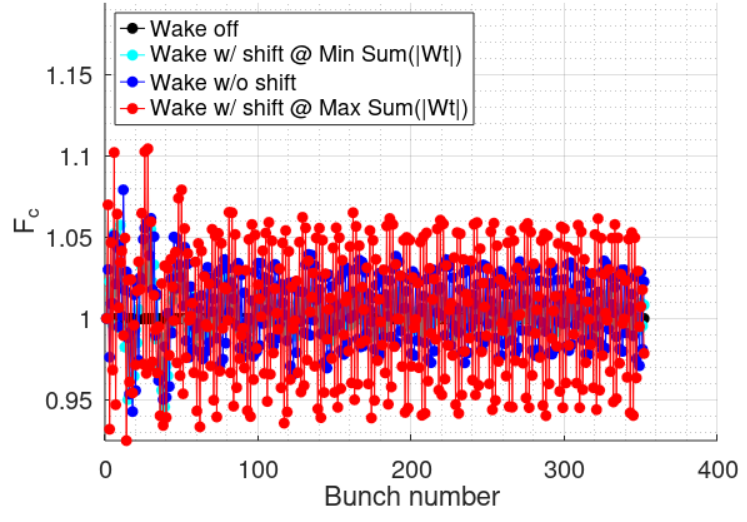 Wake off
Wake w/ shift @ Min Sum(|Wt|)
Wake w/o shift
Wake w/ shift @ Max Sum(|Wt|)
1.15
1.1
1.05
1
0.95
F_c
0 100 200 300 400
Bunch number